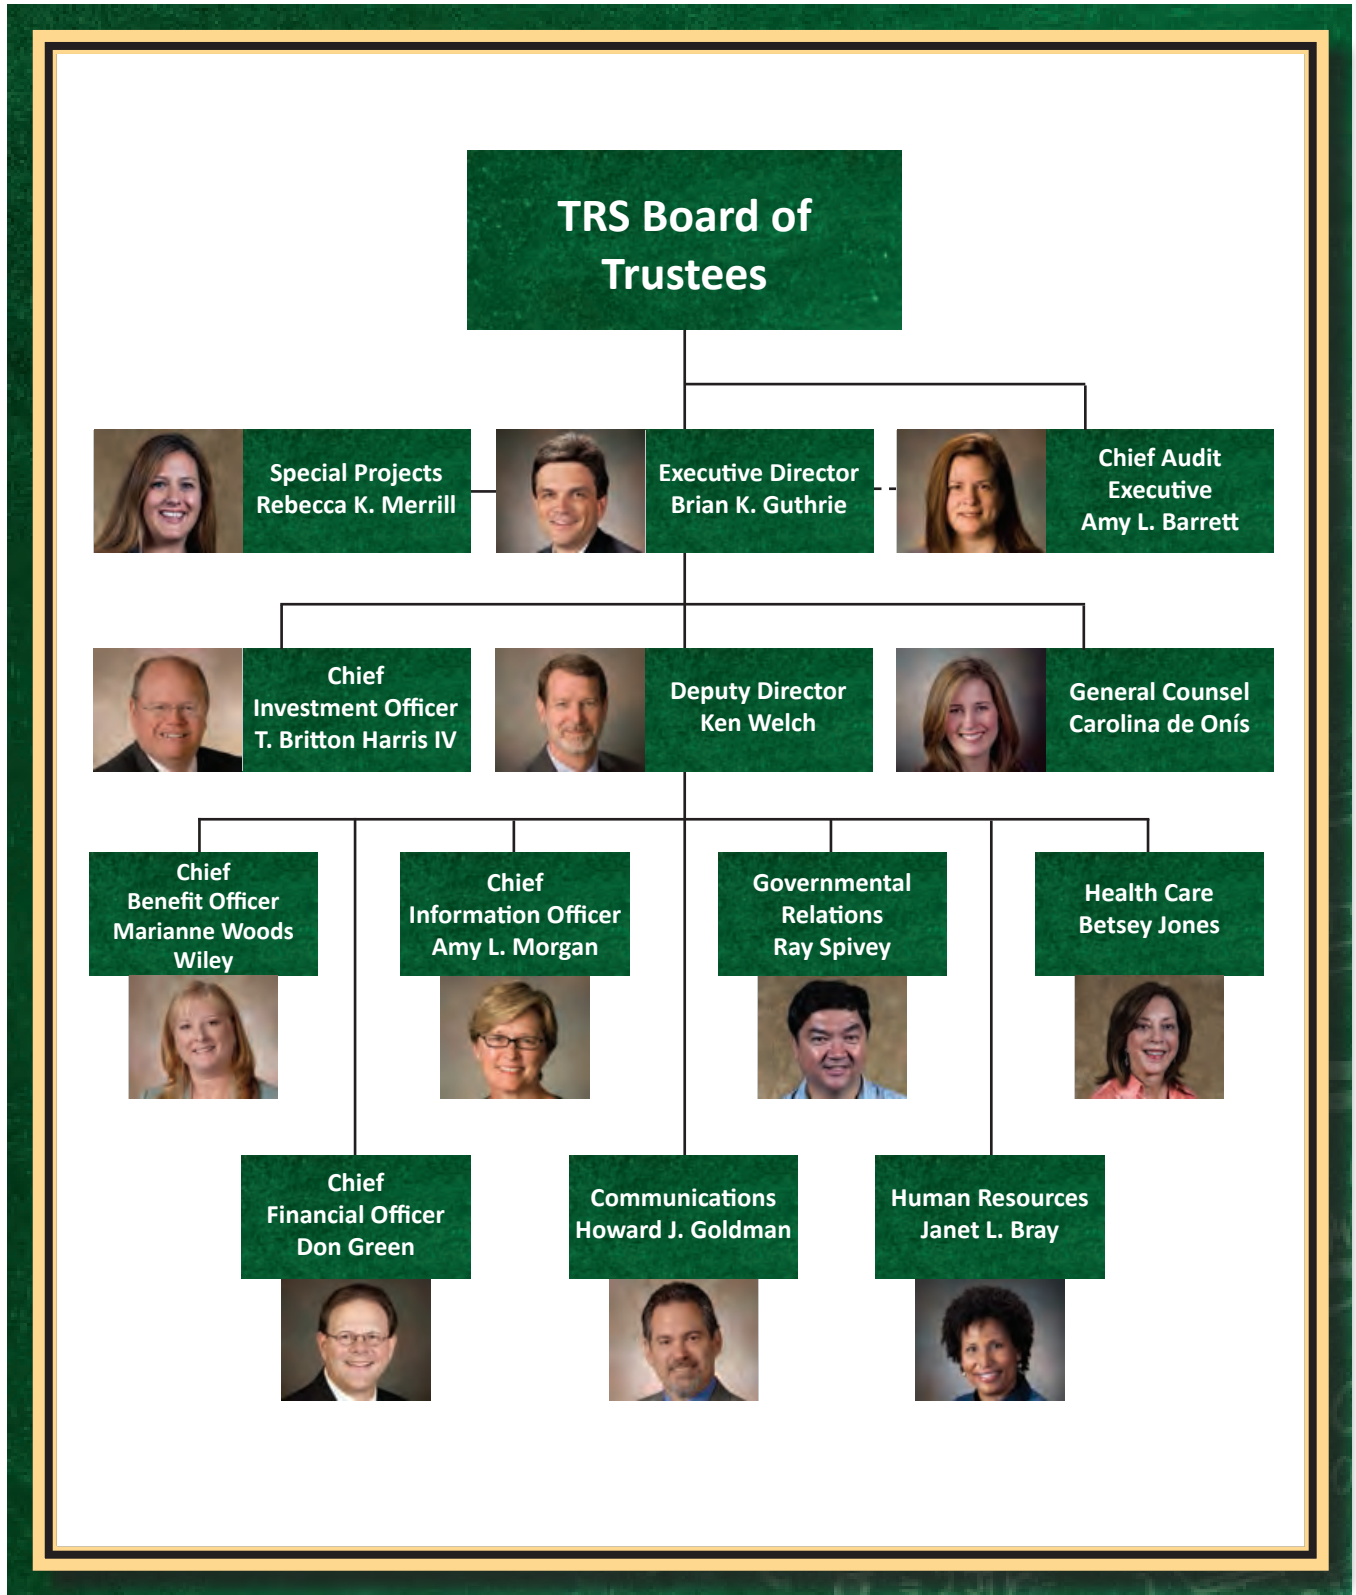 TRS Board of
Trustees
Special Projects
Rebecca K. Merrill
Executive Director
Brian K. Guthrie
Chief Audit
Executive
Amy L. Barrett
Chief
Investment Officer
T. Britton Harris IV
Deputy Director
Ken Welch
General Counsel
Carolina de Onís
Chief
Benefit Officer
Marianne Woods
Wiley
Chief
Information Officer
Amy L. Morgan
Governmental
Relations
Ray Spivey
Health Care
Betsey Jones
Chief
Financial Officer
Don Green
Communications
Howard J. Goldman
Human Resources
Janet L. Bray